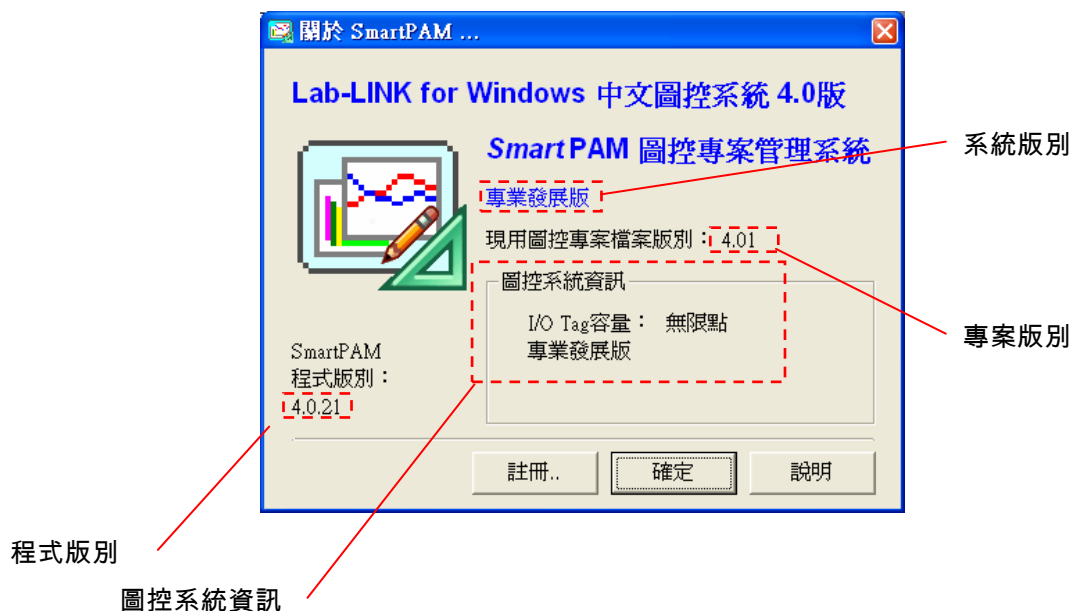 關於 SmartPAM ...
Lab-LINK for Windows 中文圖控系統 4.0版
SmartPAM 圖控專案管理系統
系統版別
專業發展版
現用圖控專案檔案版別：4.01
圖控系統資訊
I/O Tag容量： 無限點
專業發展版
專案版別
SmartPAM
程式版別：
4.0.21
註冊..
確定
說明
程式版別
圖控系統資訊